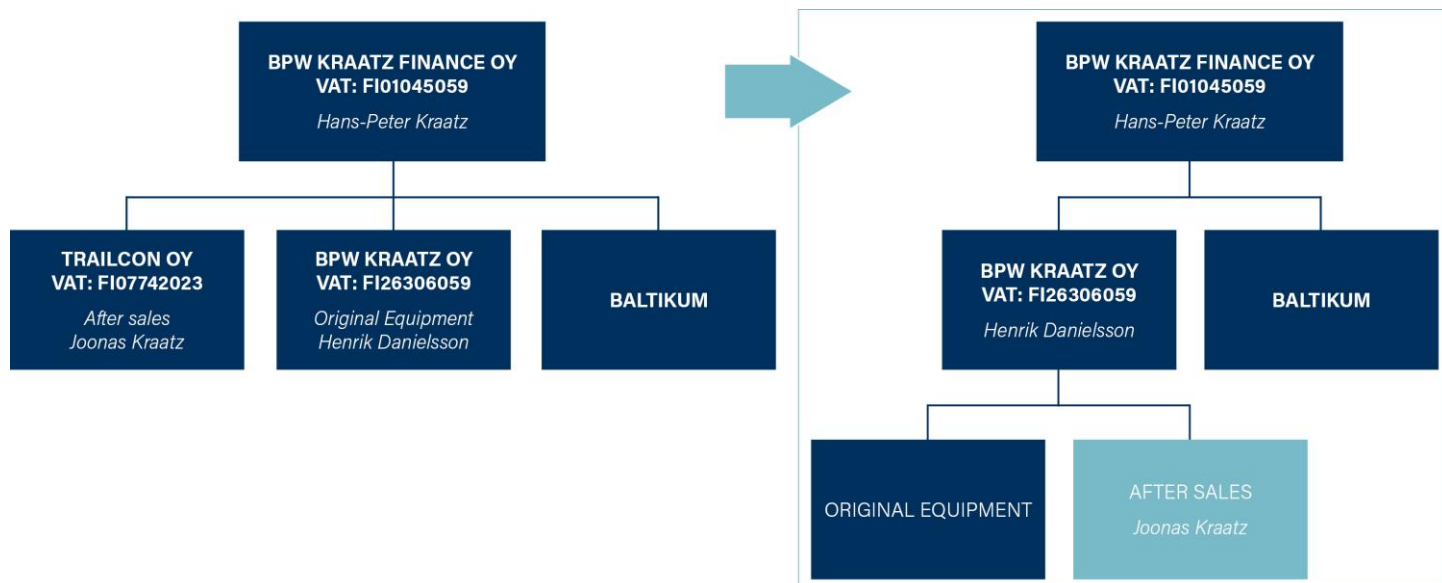 BPW KRAATZ FINANCE OY
VAT: FI01045059
Hans-Peter Kraatz
TRAILCON OY
VAT: FI07742023
After sales
Joonas Kraatz
BPW KRAATZ OY
VAT: FI26306059
Original Equipment
Henrik Danielsson
BALTIKUM
BPW KRAATZ FINANCE OY
VAT: FI01045059
Hans-Peter Kraatz
BPW KRAATZ OY
VAT: FI26306059
Henrik Danielsson
BALTIKUM
ORIGINAL EQUIPMENT
AFTER SALES
Joonas Kraatz